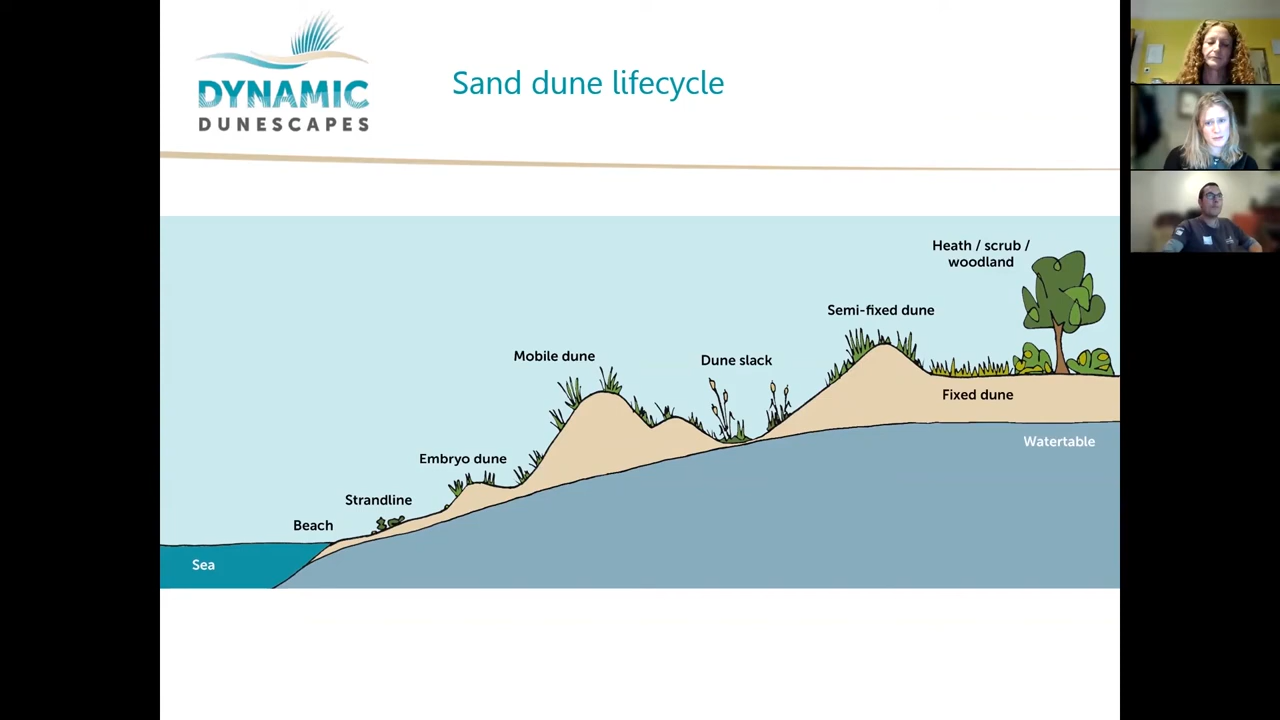 DYNAMIC
DUNESCAPES
Sand dune lifecycle
Heath / scrub /
woodland
Semi-fixed dune
Mobile dune
Dune slack
Fixed dune
Watertable
Embryo dune
Strandline
Beach
Sea